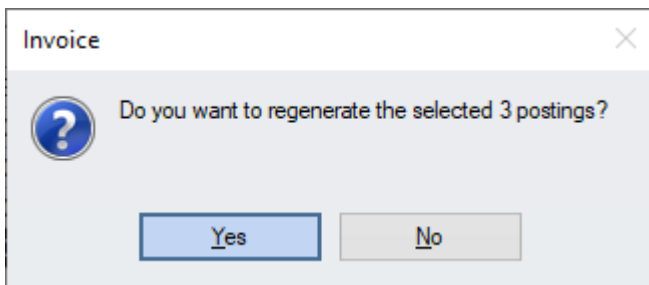 Invoice
Do you want to regenerate the selected 3 postings?
Yes
No